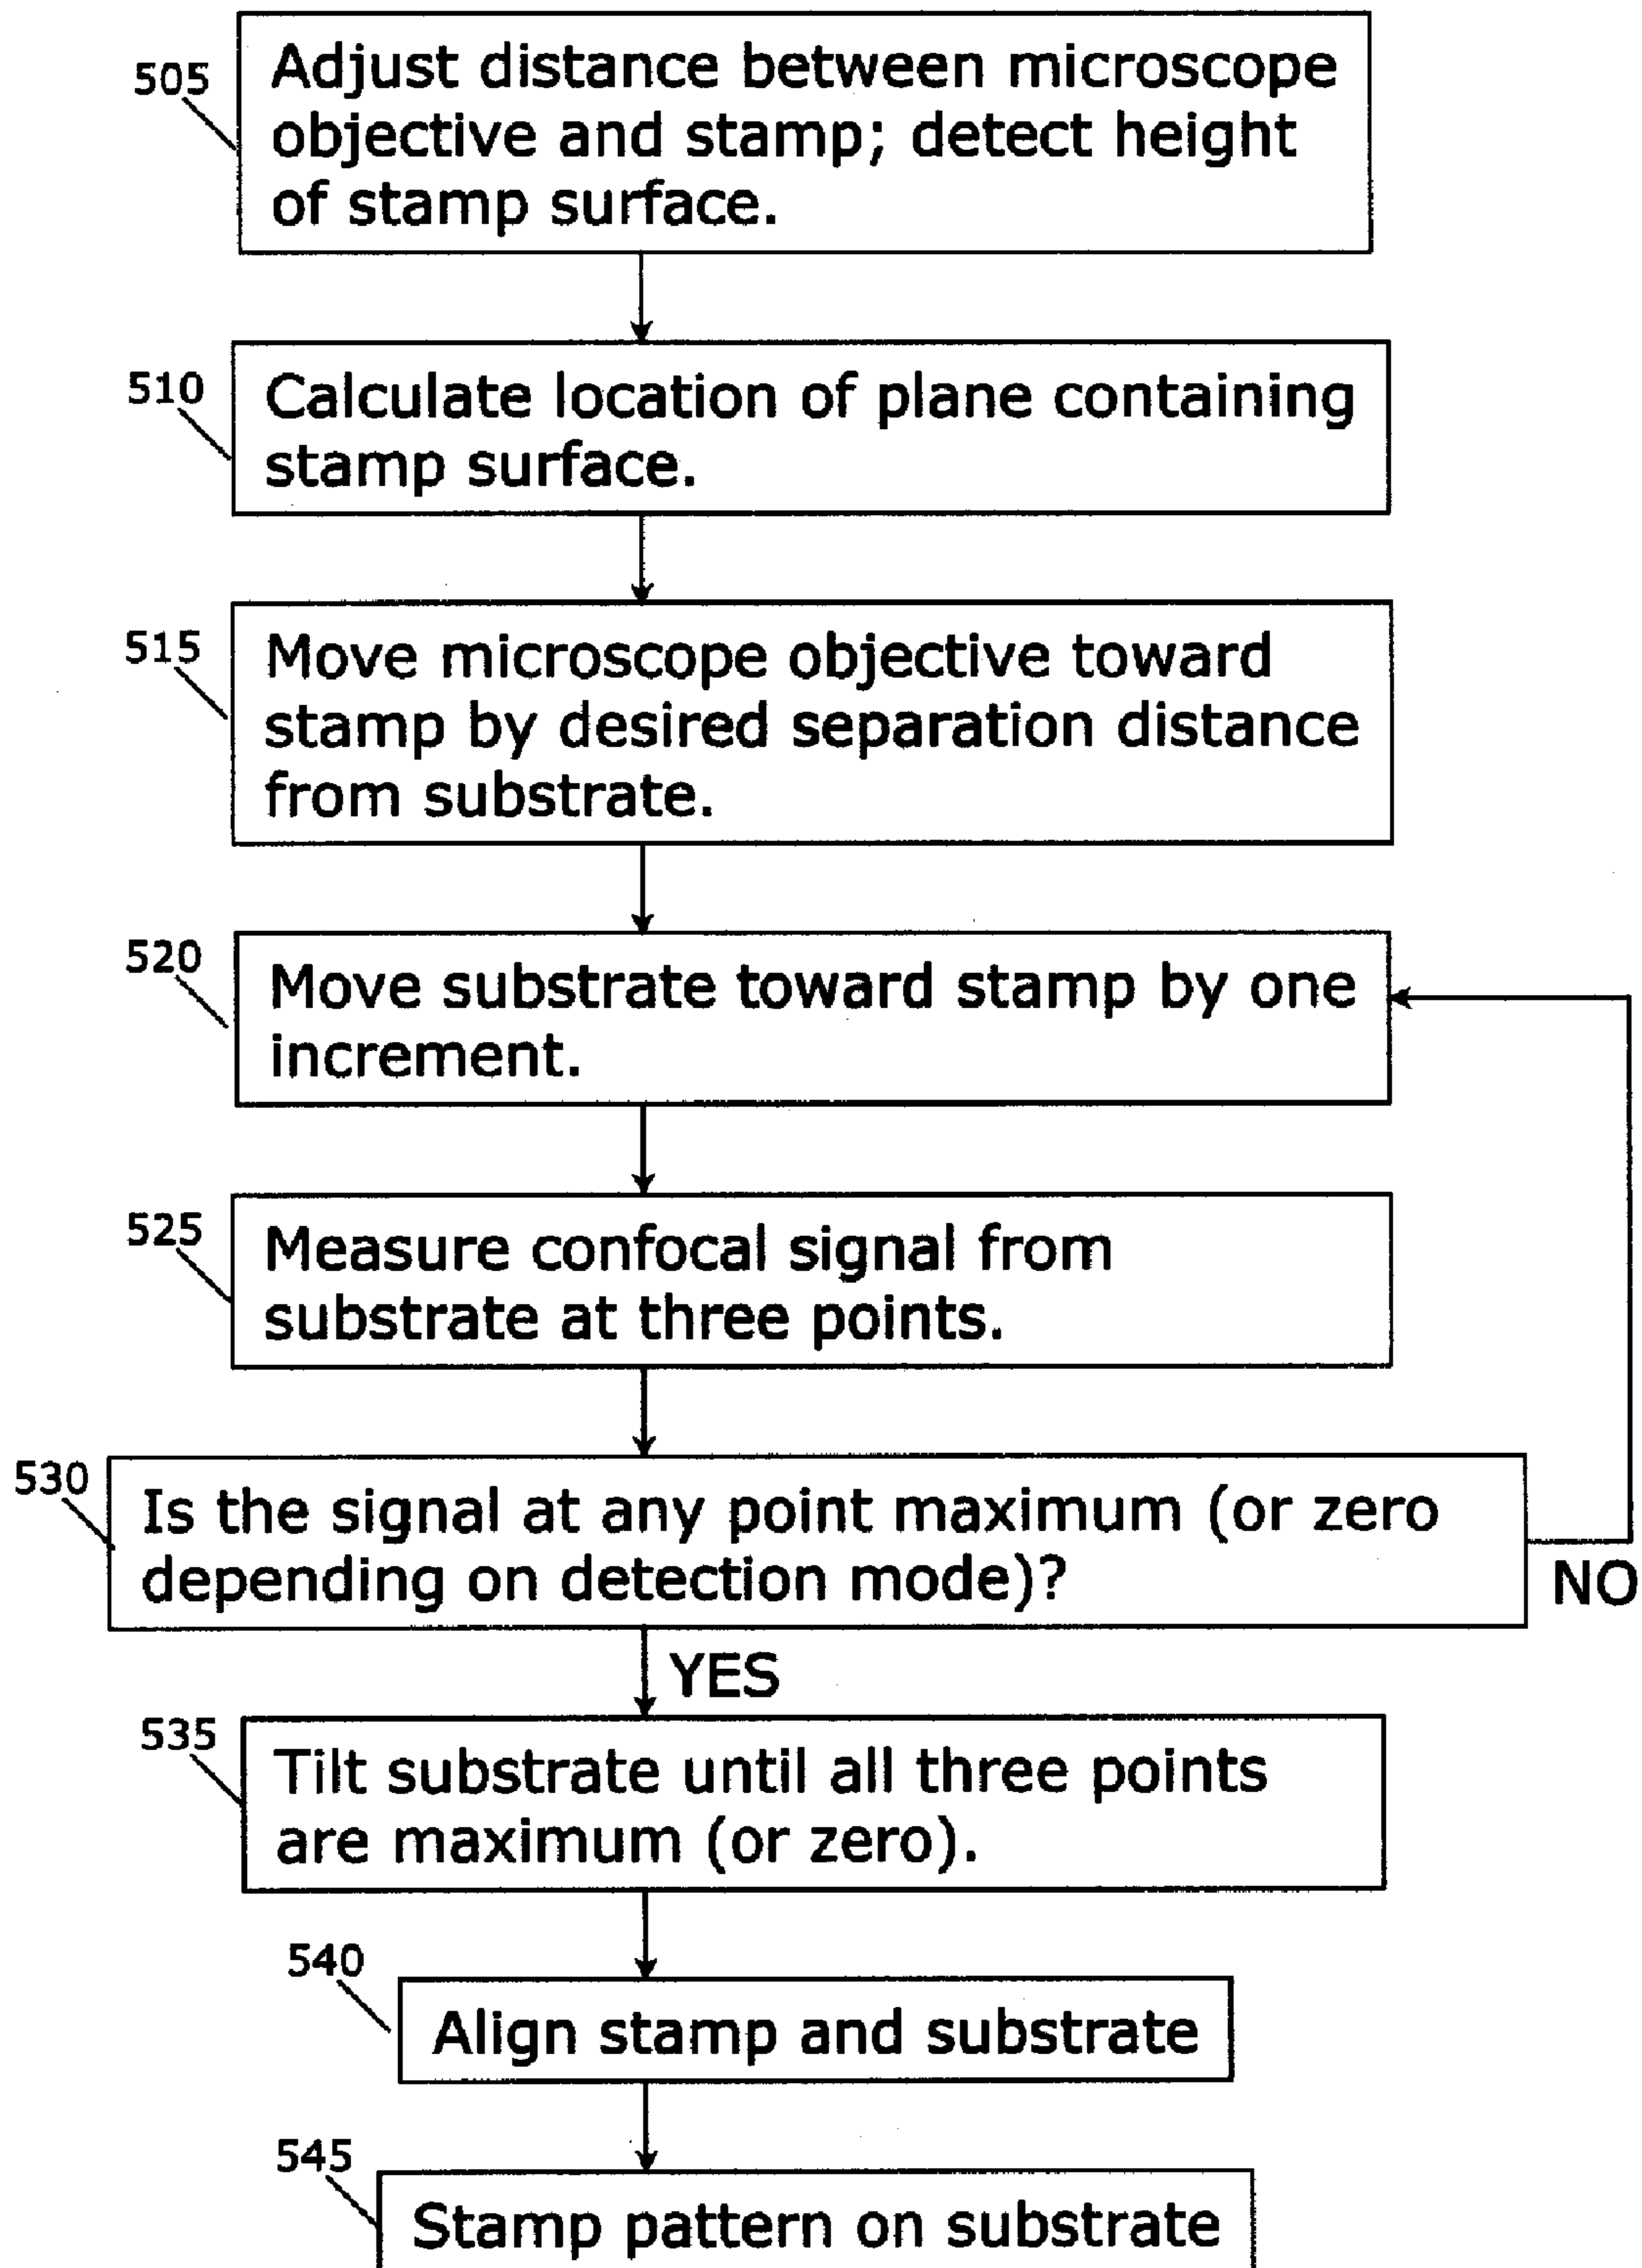 505
Adjust distance between microscope
objective and stamp; detect height
of stamp surface.
510
Calculate location of plane containing
stamp surface.
515
Move microscope objective toward
stamp by desired separation distance
from substrate.
520
Move substrate toward stamp by one
increment.
525
Measure confocal signal from
substrate at three points.
530
Is the signal at any point maximum (or zero
depending on detection mode)?
NO
YES
535
Tilt substrate until all three points
are maximum (or zero).
540
Align stamp and substrate
545
Stamp pattern on substrate